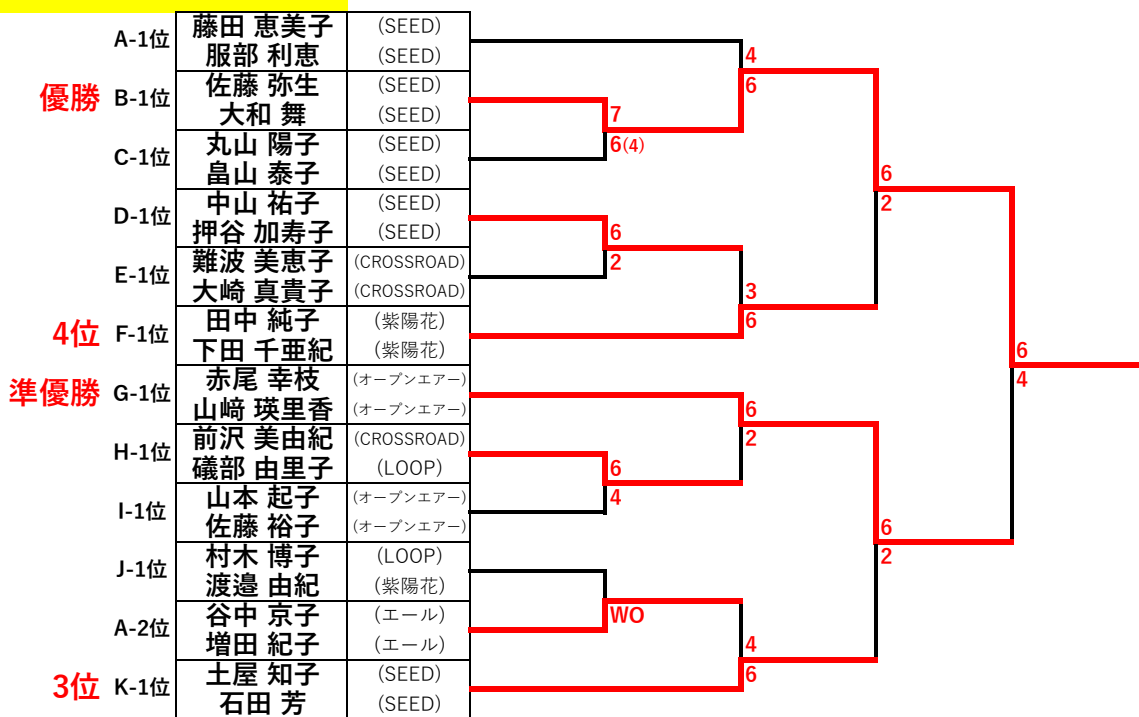 A-1位 藤田 恵美子 (SEED)
服部 利恵 (SEED)
4
6
優勝 B-1位 佐藤 弥生 (SEED)
大和 舞 (SEED)
7
6(4)
C-1位 丸山 陽子 (SEED)
畠山 泰子 (SEED)
6
2
D-1位 中山 祐子 (SEED)
押谷 加寿子 (SEED)
6
2
E-1位 難波 美恵子 (CROSSROAD)
大崎 真貴子 (CROSSROAD)
3
6
4位 F-1位 田中 純子 (紫陽花)
下田 千亜紀 (紫陽花)
6
4
準優勝 G-1位 赤尾 幸枝 (オープンエアー)
山﨑 瑛里香 (オープンエアー)
6
2
H-1位 前沢 美由紀 (CROSSROAD)
礒部 由里子 (LOOP)
6
4
I-1位 山本 起子 (オープンエアー)
佐藤 裕子 (オープンエアー)
6
2
J-1位 村木 博子 (LOOP)
渡邉 由紀 (紫陽花)
WO
A-2位 谷中 京子 (エール)
増田 紀子 (エール)
4
6
3位 K-1位 土屋 知子 (SEED)
石田 芳 (SEED)